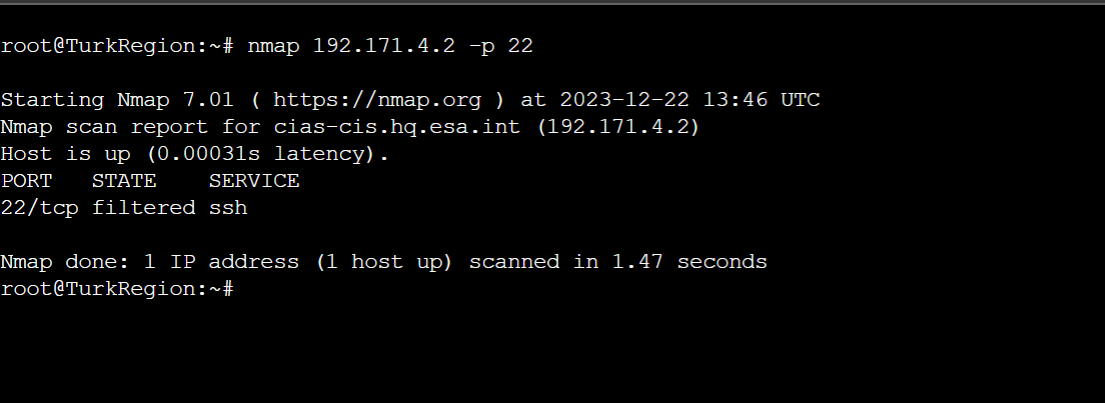 root@TurkRegion:~# nmap 192.171.4.2 -p 22
Starting Nmap 7.01 ( https://nmap.org ) at 2023-12-22 13:46 UTC
Nmap scan report for cias-cis.hq.esa.int (192.171.4.2)
Host is up (0.00031s latency).
PORT   STATE    SERVICE
22/tcp filtered ssh
Nmap done: 1 IP address (1 host up) scanned in 1.47 seconds
root@TurkRegion:~#